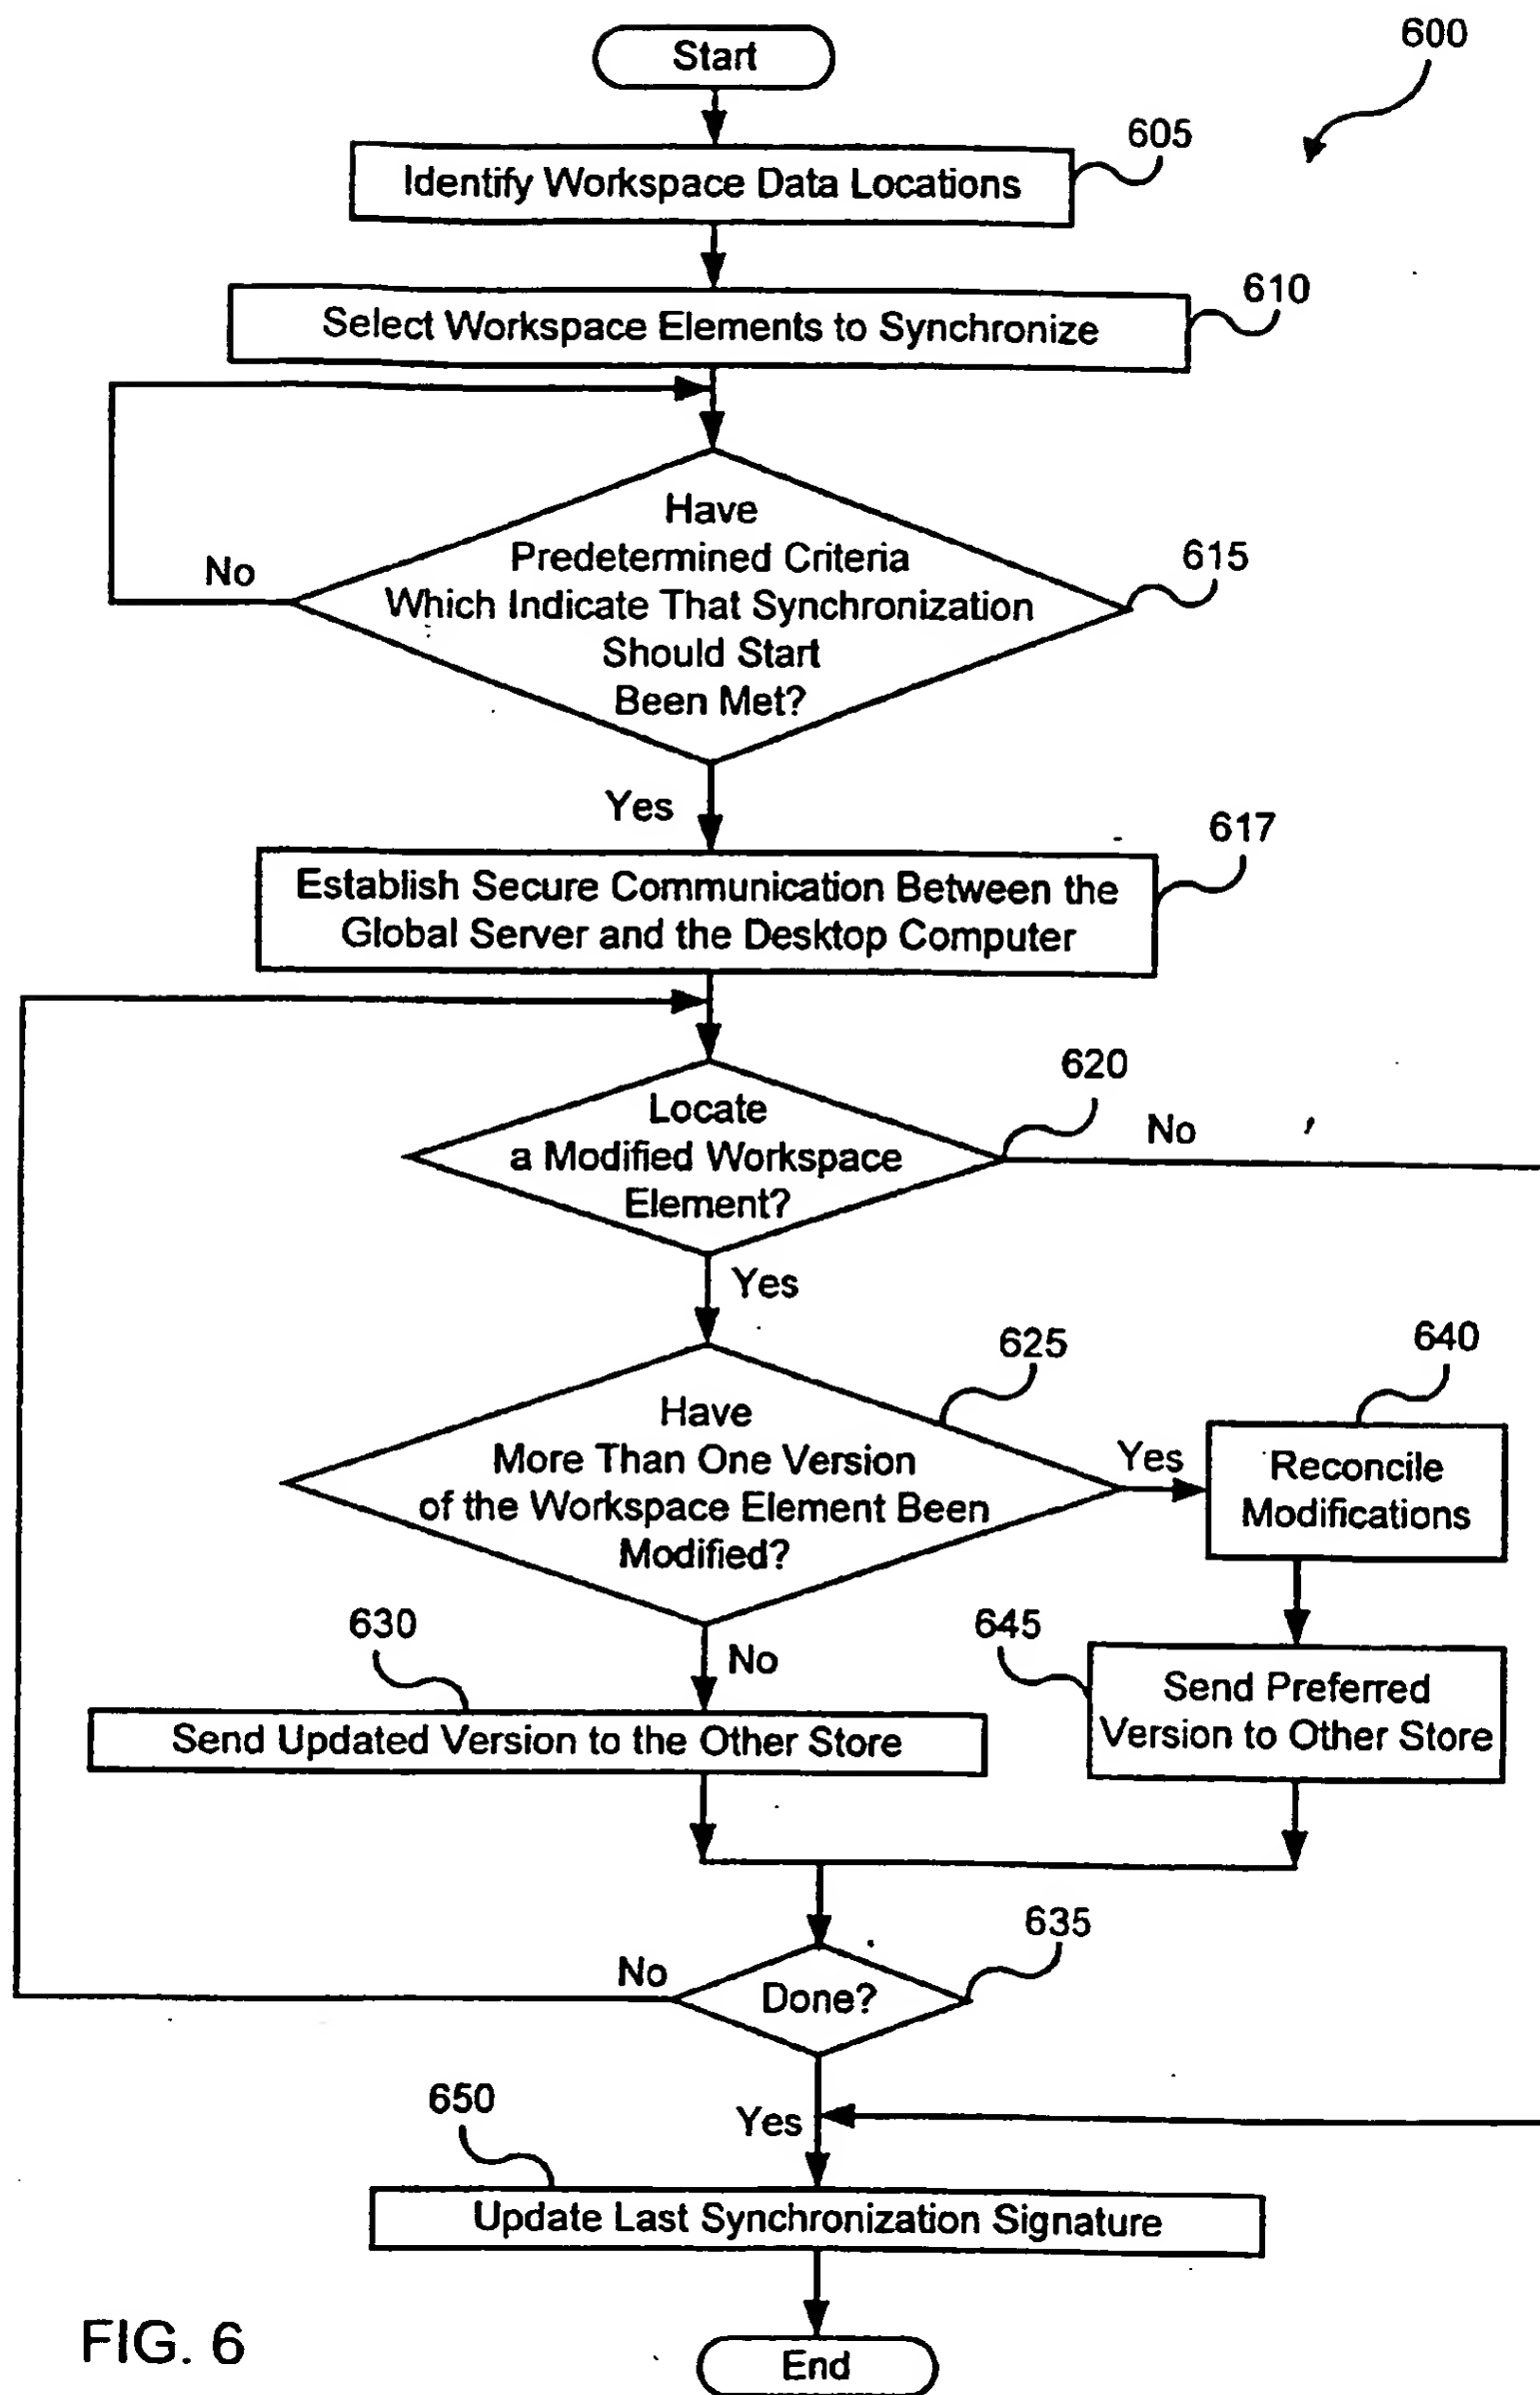 Start
600
605
Identify Workspace Data Locations
610
Select Workspace Elements to Synchronize
Have
Predetermined Criteria
Which Indicate That Synchronization
Should Start
Been Met?
615
No
Yes
617
Establish Secure Communication Between the
Global Server and the Desktop Computer
620
Locate
a Modified Workspace
Element?
No
Yes
625
Have
More Than One Version
of the Workspace Element Been
Modified?
Yes
640
Reconcile
Modifications
630
No
645
Send Updated Version to the Other Store
Send Preferred
Version to Other Store
635
No
Done?
650
Yes
Update Last Synchronization Signature
FIG. 6
End